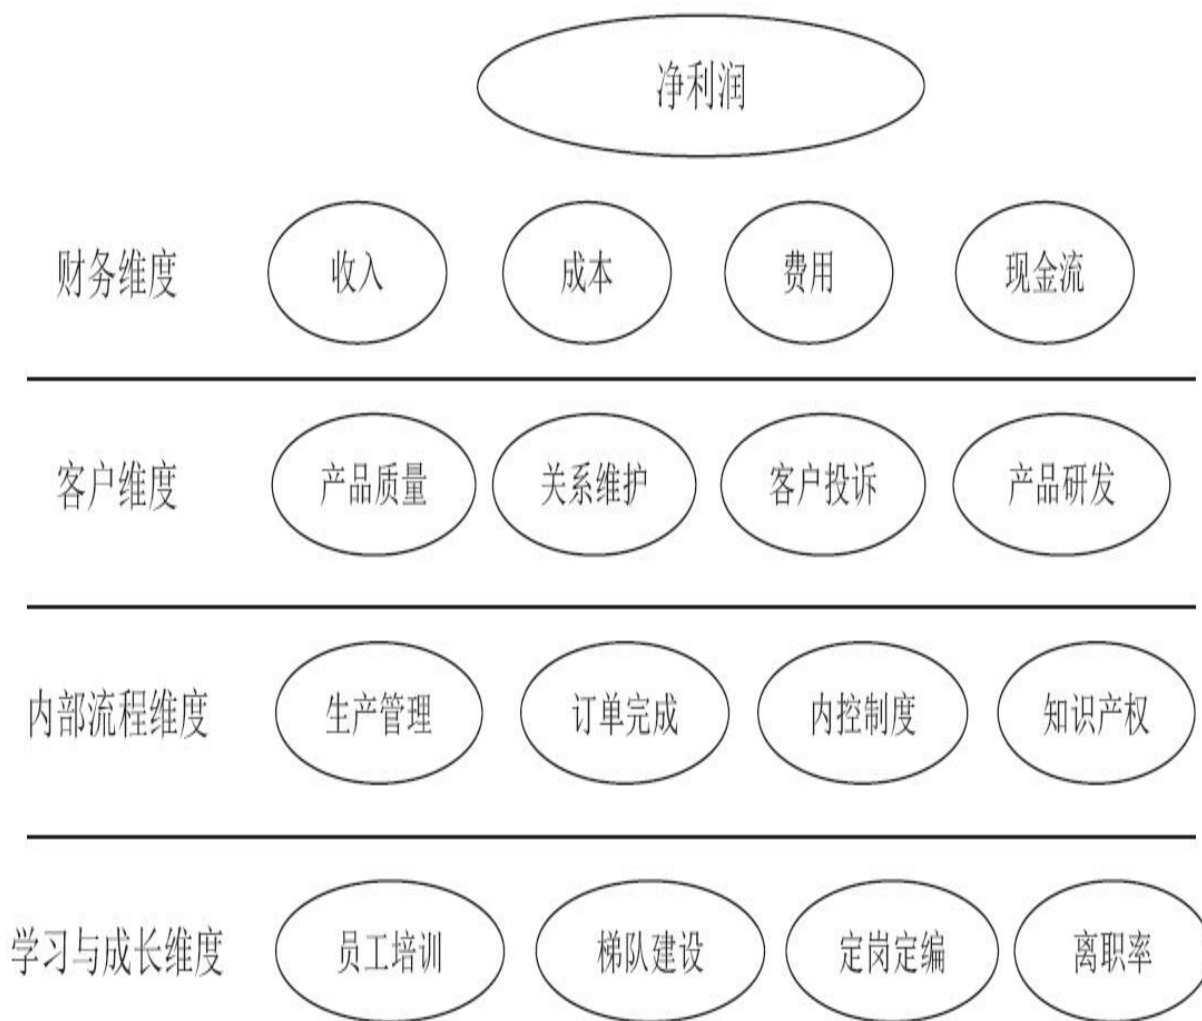 净利润
财务维度 收入 成本 费用 现金流
客户维度 产品质量 关系维护 客户投诉 产品研发
内部流程维度 生产管理 订单完成 内控制度 知识产权
学习与成长维度 员工培训 梯队建设 定岗定编 离职率